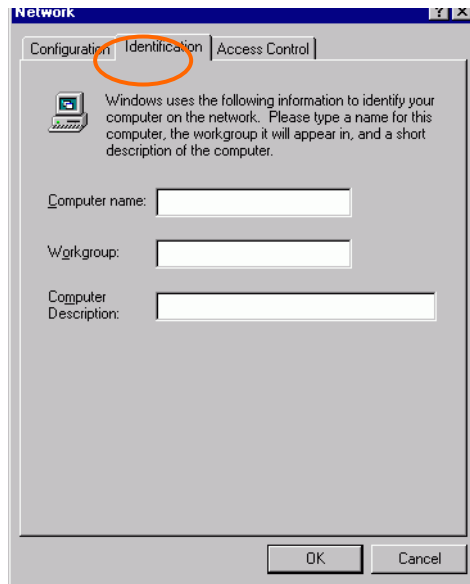 Network
Configuration Identification Access Control
Windows uses the following information to identify your
computer on the network. Please type a name for this
computer, the workgroup it will appear in, and a short
description of the computer.
Computer name:
Workgroup:
Computer
Description:
OK Cancel